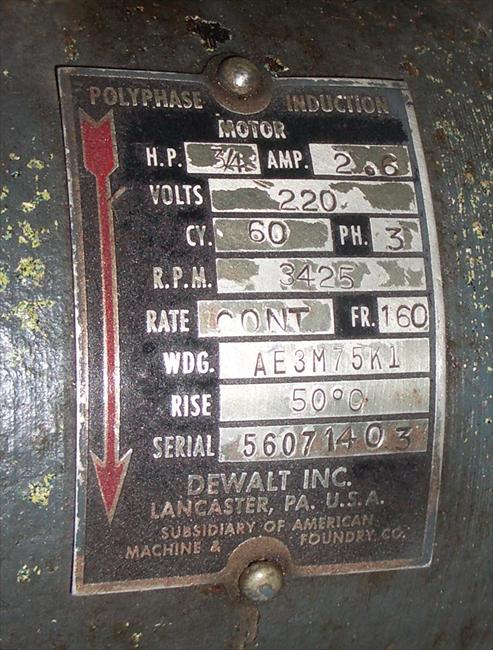 POLYPHASE INDUCTION
MOTOR
H.P. 3/4 AMP. 2.6
VOLTS 220
CY. 60 PH. 3
R.P.M. 3425
RATE CONT FR. 160
WDG. AE3M75K1
RISE 50°C
SERIAL 56071403
DEWALT INC.
LANCASTER, PA. U.S.A.
SUBSIDIARY OF AMERICAN
MACHINE & FOUNDRY CO.